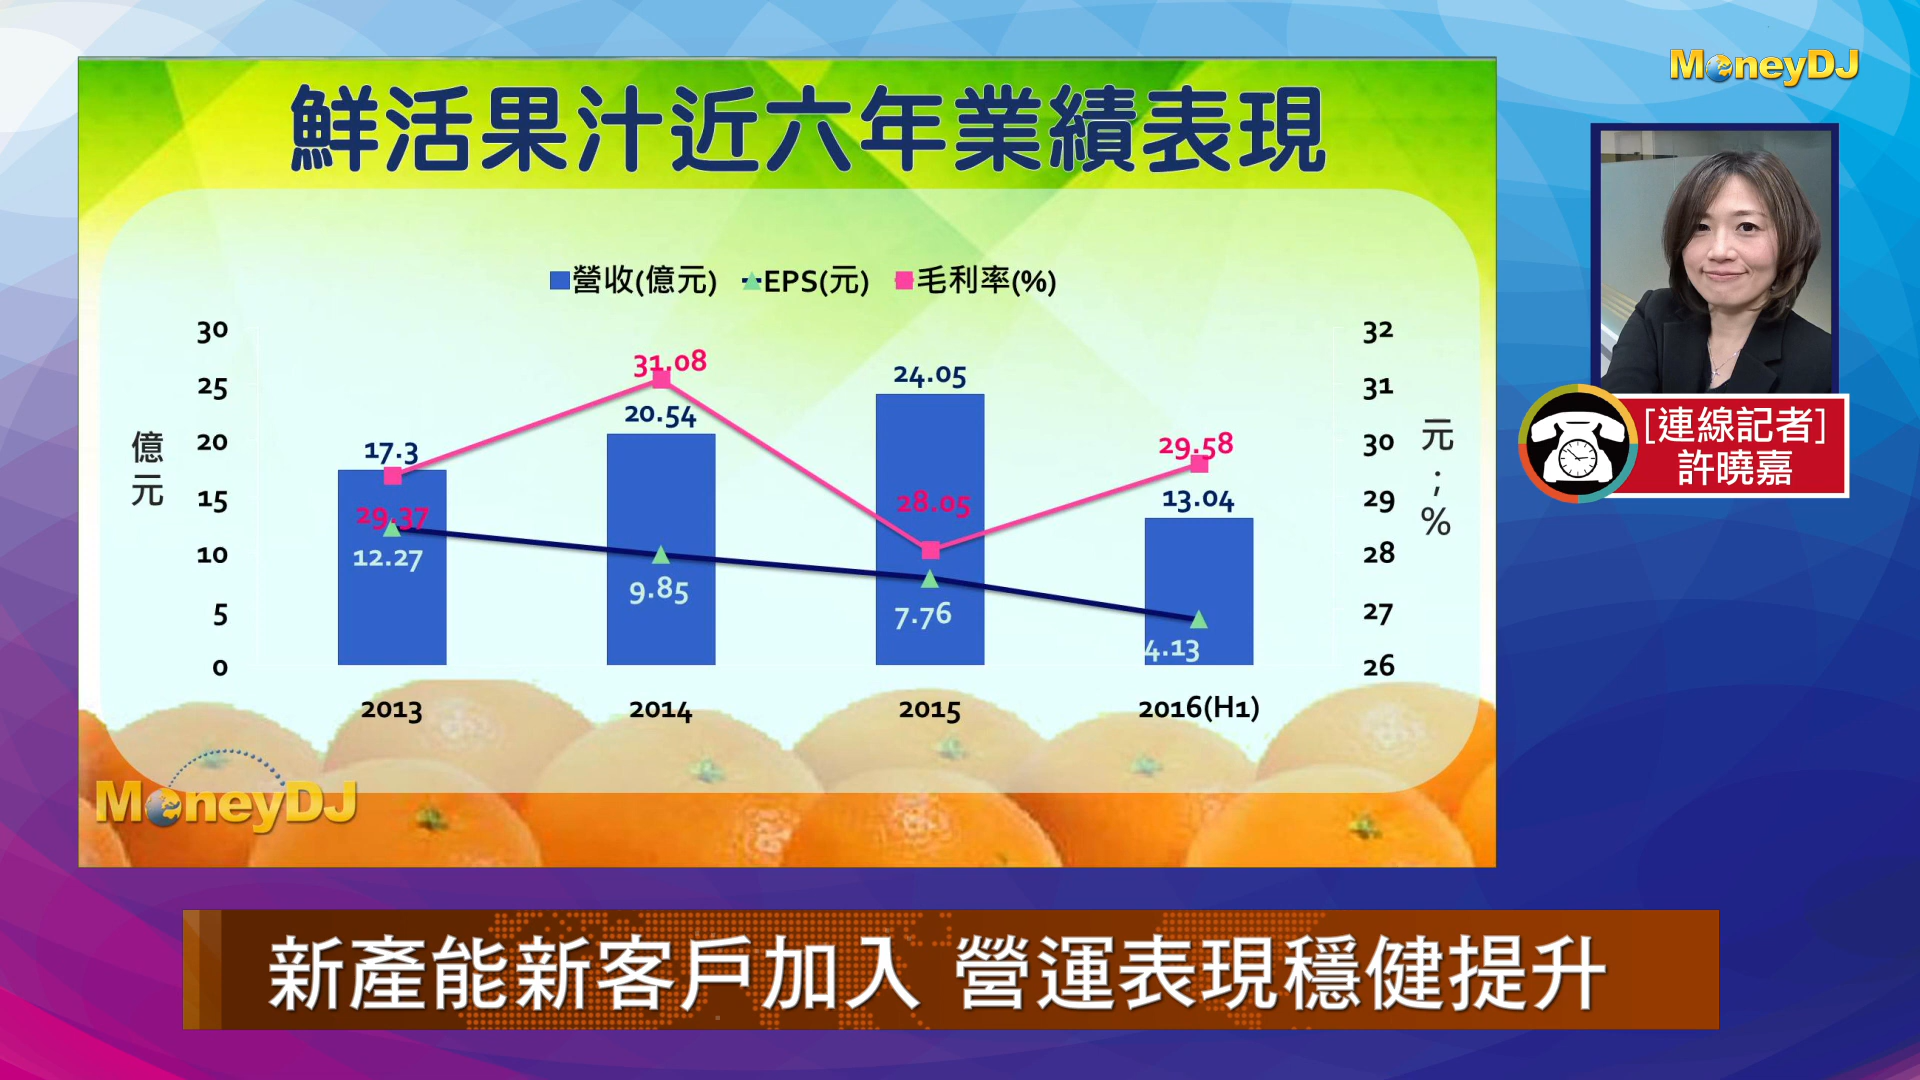 鮮活果汁近六年業績表現
MoneyDJ
營收(億元) EPS(元) 毛利率(%)
30
25
20
15
10
5
0
億元
17.3
29.37
12.27
31.08
20.54
9.85
24.05
28.05
7.76
29.58
13.04
4.13
32
31
30
29
28
27
26
元;%
2013 2014 2015 2016(H1)
MoneyDJ
[連線記者]
許曉嘉
新產能新客戶加入 營運表現穩健提升